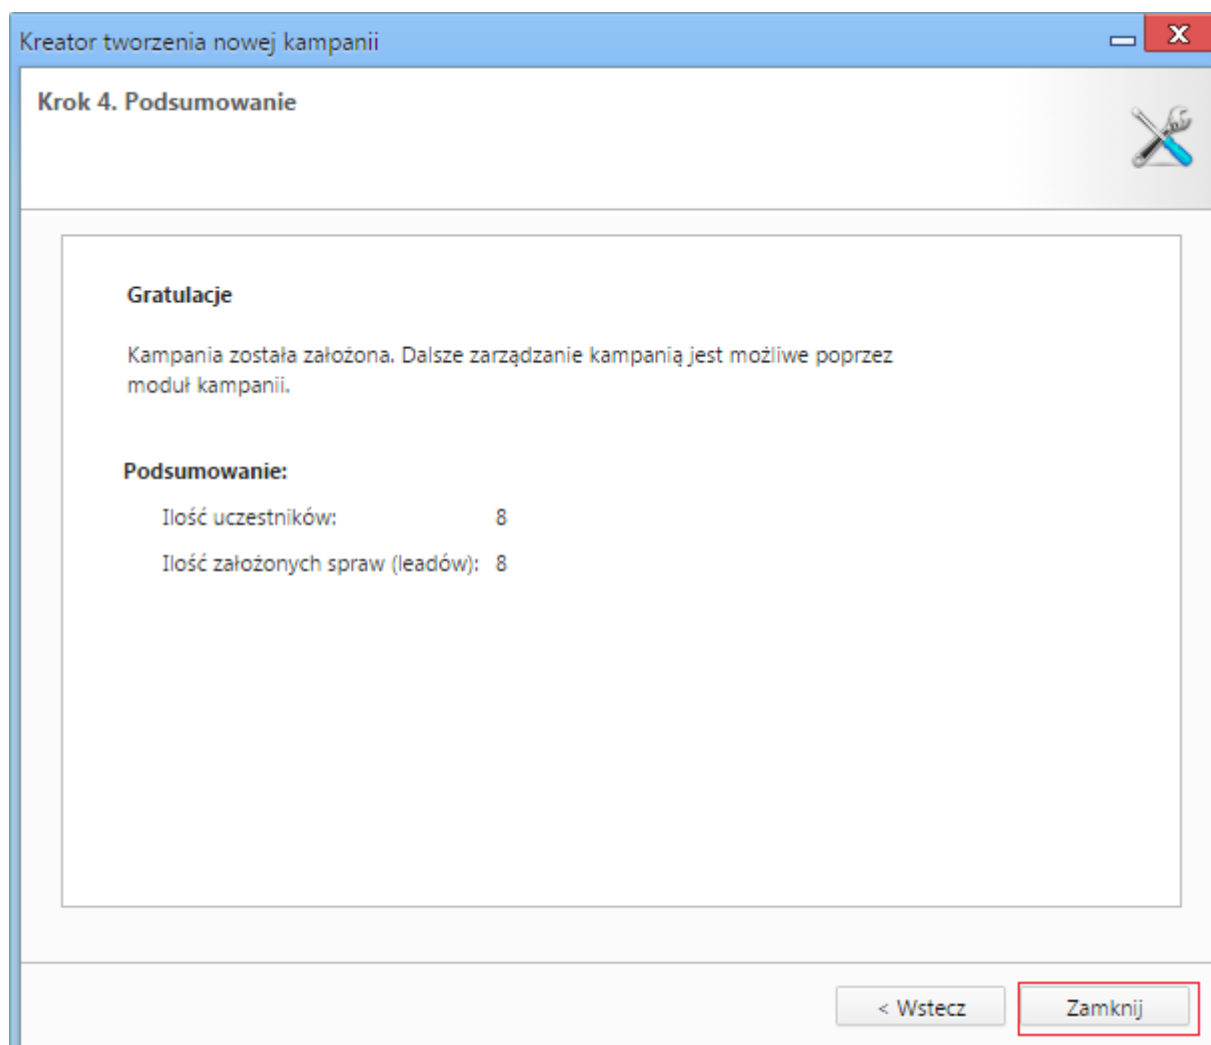 Kreator tworzenia nowej kampanii
Krok 4. Podsumowanie
Gratulacje
Kampania została założona. Dalsze zarządzanie kampanią jest możliwe poprzez
moduł kampanii.
Podsumowanie:
Ilość uczestników: 8
Ilość założonych spraw (leadów): 8
< Wstecz
Zamknij